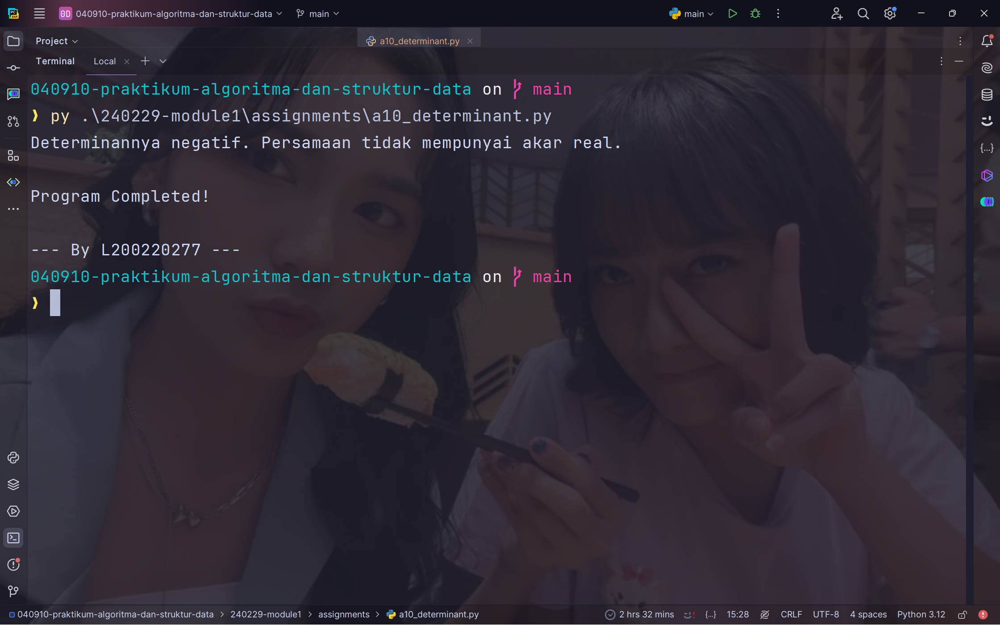 PC
EAP
0D 040910-praktikum-algoritma-dan-struktur-data
main
main
Project
a10_determinant.py
Terminal
Local
040910-praktikum-algoritma-dan-struktur-data on main
❱ py .\240229-module1\assignments\a10_determinant.py
Determinannya negatif. Persamaan tidak mempunyai akar real.
Program Completed!
--- By L200220277 ---
040910-praktikum-algoritma-dan-struktur-data on main
❱
040910-praktikum-algoritma-dan-struktur-data > 240229-module1 > assignments > a10_determinant.py
2 hrs 32 mins {...} 15:28 CRLF UTF-8 4 spaces Python 3.12